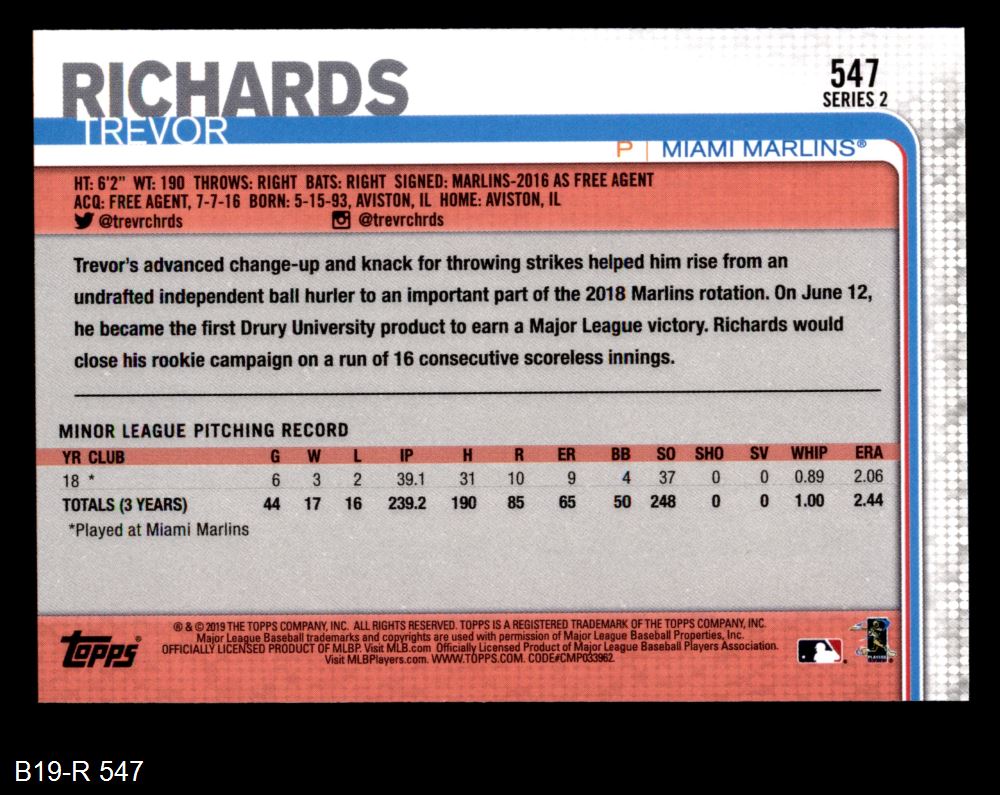 RICHARDS
TREVOR
547
SERIES 2
P | MIAMI MARLINS®
HT: 6'2" WT: 190 THROWS: RIGHT BATS: RIGHT SIGNED: MARLINS-2016 AS FREE AGENT
ACQ: FREE AGENT, 7-7-16 BORN: 5-15-93, AVISTON, IL HOME: AVISTON, IL
@trevrchrds @trevrchrds
Trevor's advanced change-up and knack for throwing strikes helped him rise from an
undrafted independent ball hurler to an important part of the 2018 Marlins rotation. On June 12,
he became the first Drury University product to earn a Major League victory. Richards would
close his rookie campaign on a run of 16 consecutive scoreless innings.
MINOR LEAGUE PITCHING RECORD
YR CLUB G W L IP H R ER BB SO SHO SV WHIP ERA
18 * 6 3 2 39.1 31 10 9 4 37 0 0 0.89 2.06
TOTALS (3 YEARS) 44 17 16 239.2 190 85 65 50 248 0 0 1.00 2.44
*Played at Miami Marlins
Topps®
® & © 2019 THE TOPPS COMPANY, INC. ALL RIGHTS RESERVED. TOPPS IS A REGISTERED TRADEMARK OF THE TOPPS COMPANY, INC.
Major League Baseball trademarks and copyrights are used with permission of Major League Baseball Properties, Inc.
OFFICIALLY LICENSED PRODUCT OF MLBP. Visit MLB.com Officially Licensed Product of Major League Baseball Players Association.
Visit MLBPlayers.com. WWW.TOPPS.COM. CODE#CMP033962
PLAYERS
B19-R 547